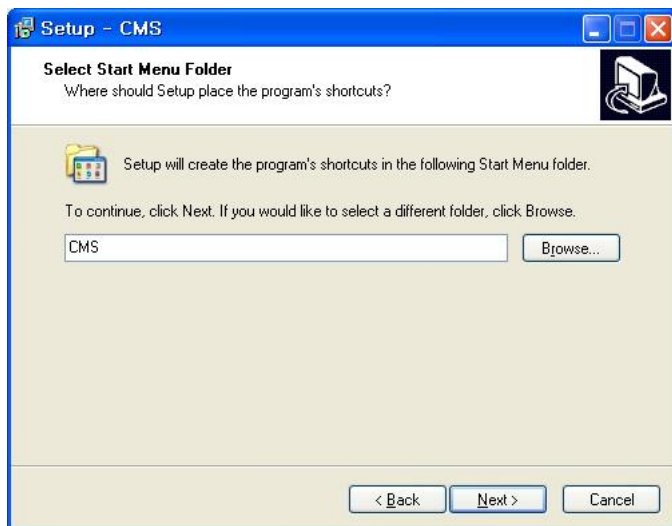 Setup - CMS
Select Start Menu Folder
Where should Setup place the program's shortcuts?
Setup will create the program's shortcuts in the following Start Menu folder.
To continue, click Next. If you would like to select a different folder, click Browse.
CMS
Browse...
< Back
Next >
Cancel